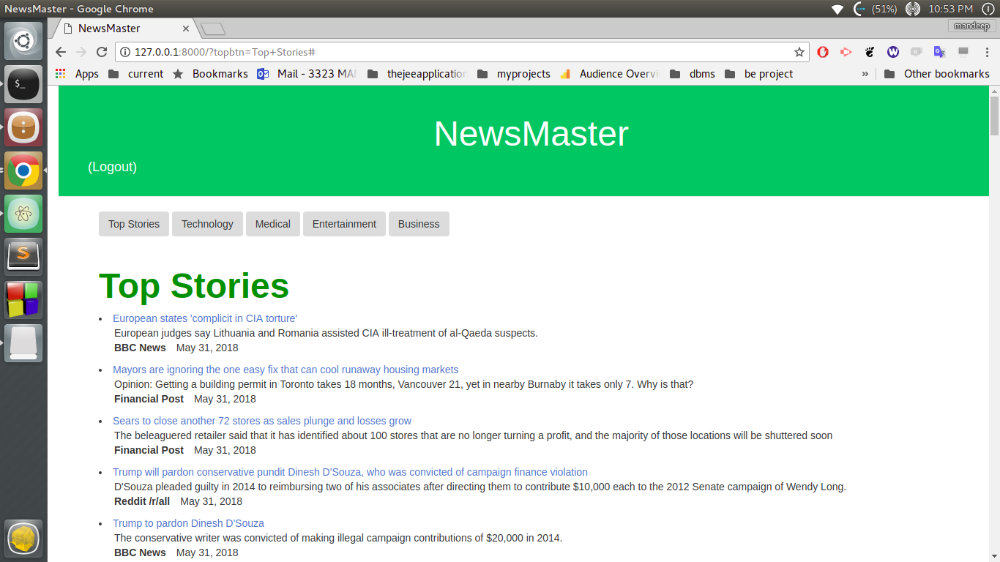 NewsMaster - Google Chrome
(51%)
10:53 PM
NewsMaster
mandeep
127.0.0.1:8000/?topbtn=Top+Stories#
Apps current Bookmarks Mail - 3323 MAN thejeeapplication myprojects Audience Overvi dbms be project » Other bookmarks
NewsMaster
(Logout)
Top Stories Technology Medical Entertainment Business
Top Stories
• European states 'complicit in CIA torture'
European judges say Lithuania and Romania assisted CIA ill-treatment of al-Qaeda suspects.
BBC News May 31, 2018
• Mayors are ignoring the one easy fix that can cool runaway housing markets
Opinion: Getting a building permit in Toronto takes 18 months, Vancouver 21, yet in nearby Burnaby it takes only 7. Why is that?
Financial Post May 31, 2018
• Sears to close another 72 stores as sales plunge and losses grow
The beleaguered retailer said that it has identified about 100 stores that are no longer turning a profit, and the majority of those locations will be shuttered soon
Financial Post May 31, 2018
• Trump will pardon conservative pundit Dinesh D'Souza, who was convicted of campaign finance violation
D'Souza pleaded guilty in 2014 to reimbursing two of his associates after directing them to contribute $10,000 each to the 2012 Senate campaign of Wendy Long.
Reddit /r/all May 31, 2018
• Trump to pardon Dinesh D'Souza
The conservative writer was convicted of making illegal campaign contributions of $20,000 in 2014.
BBC News May 31, 2018